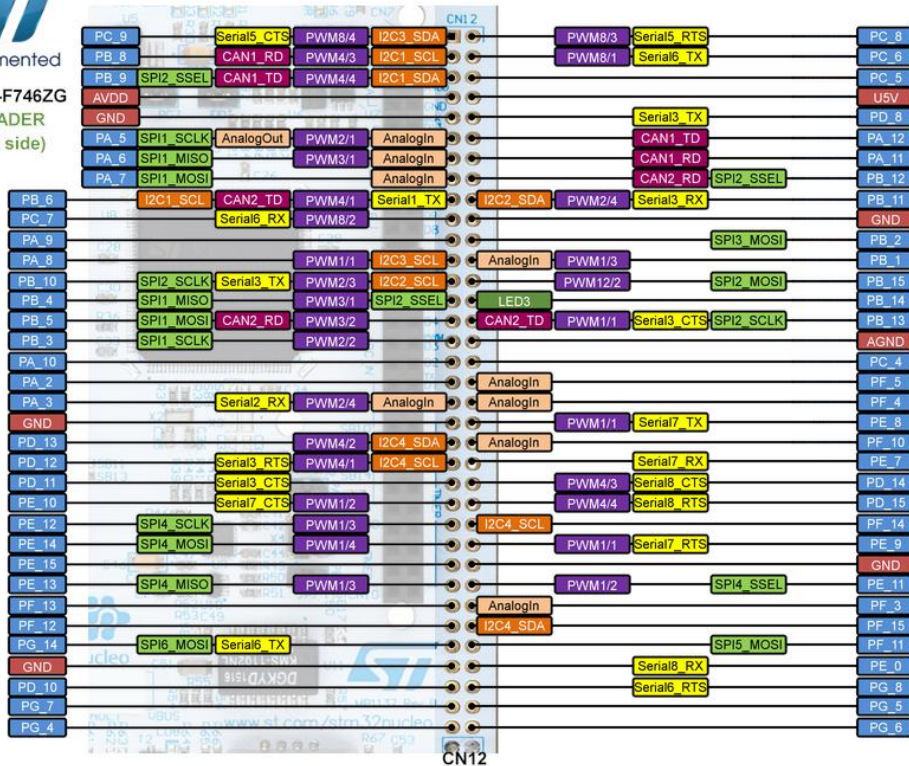 CN7
CN12
U5
PC_9 Serial5_CTS PWM8/4 I2C3_SDA PWM8/3 Serial5_RTS PC_8
PB_8 CAN1_RD PWM4/3 I2C1_SCL PWM8/1 Serial6_TX PC_6
mented
PB_9 SPI2_SSEL CAN1_TD PWM4/4 I2C1_SDA PC_5
-F746ZG
AVDD U5V
ADER
GND Serial3_TX PD_8
side)
PA_5 SPI1_SCLK AnalogOut PWM2/1 AnalogIn CAN1_TD PA_12
PA_6 SPI1_MISO PWM3/1 AnalogIn CAN1_RD PA_11
PA_7 SPI1_MOSI AnalogIn CAN2_RD SPI2_SSEL PB_12
PB_6 I2C1_SCL CAN2_TD PWM4/1 Serial1_TX I2C2_SDA PWM2/4 Serial3_RX PB_11
PC_7 Serial6_RX PWM8/2 GND
PA_9 SPI3_MOSI PB_2
PA_8 PWM1/1 I2C3_SCL AnalogIn PWM1/3 PB_1
PB_10 SPI2_SCLK Serial3_TX PWM2/3 I2C2_SCL PWM12/2 SPI2_MOSI PB_15
PB_4 SPI1_MISO PWM3/1 SPI2_SSEL LED3 PB_14
PB_5 SPI1_MOSI CAN2_RD PWM3/2 CAN2_TD PWM1/1 Serial3_CTS SPI2_SCLK PB_13
PB_3 SPI1_SCLK PWM2/2 AGND
PA_10 PC_4
PA_2 AnalogIn PF_5
PA_3 Serial2_RX PWM2/4 AnalogIn AnalogIn PF_4
GND PWM1/1 Serial7_TX PE_8
PD_13 PWM4/2 I2C4_SDA AnalogIn PF_10
PD_12 Serial3_RTS PWM4/1 I2C4_SCL Serial7_RX PE_7
PD_11 Serial3_CTS PWM4/3 Serial8_CTS PD_14
PE_10 Serial7_CTS PWM1/2 PWM4/4 Serial8_RTS PD_15
PE_12 SPI4_SCLK PWM1/3 I2C4_SCL PF_14
PE_14 SPI4_MOSI PWM1/4 PWM1/1 Serial7_RTS PE_9
PE_15 GND
PE_13 SPI4_MISO PWM1/3 PWM1/2 SPI4_SSEL PE_11
PF_13 AnalogIn PF_3
PF_12 I2C4_SDA PF_15
PG_14 SPI6_MOSI Serial6_TX SPI5_MOSI PF_11
GND Serial8_RX PE_0
PD_10 Serial6_RTS PG_8
PG_7 PG_5
PG_4 www.st.com/stm32nucleo PG_6
R67 C53
CN12